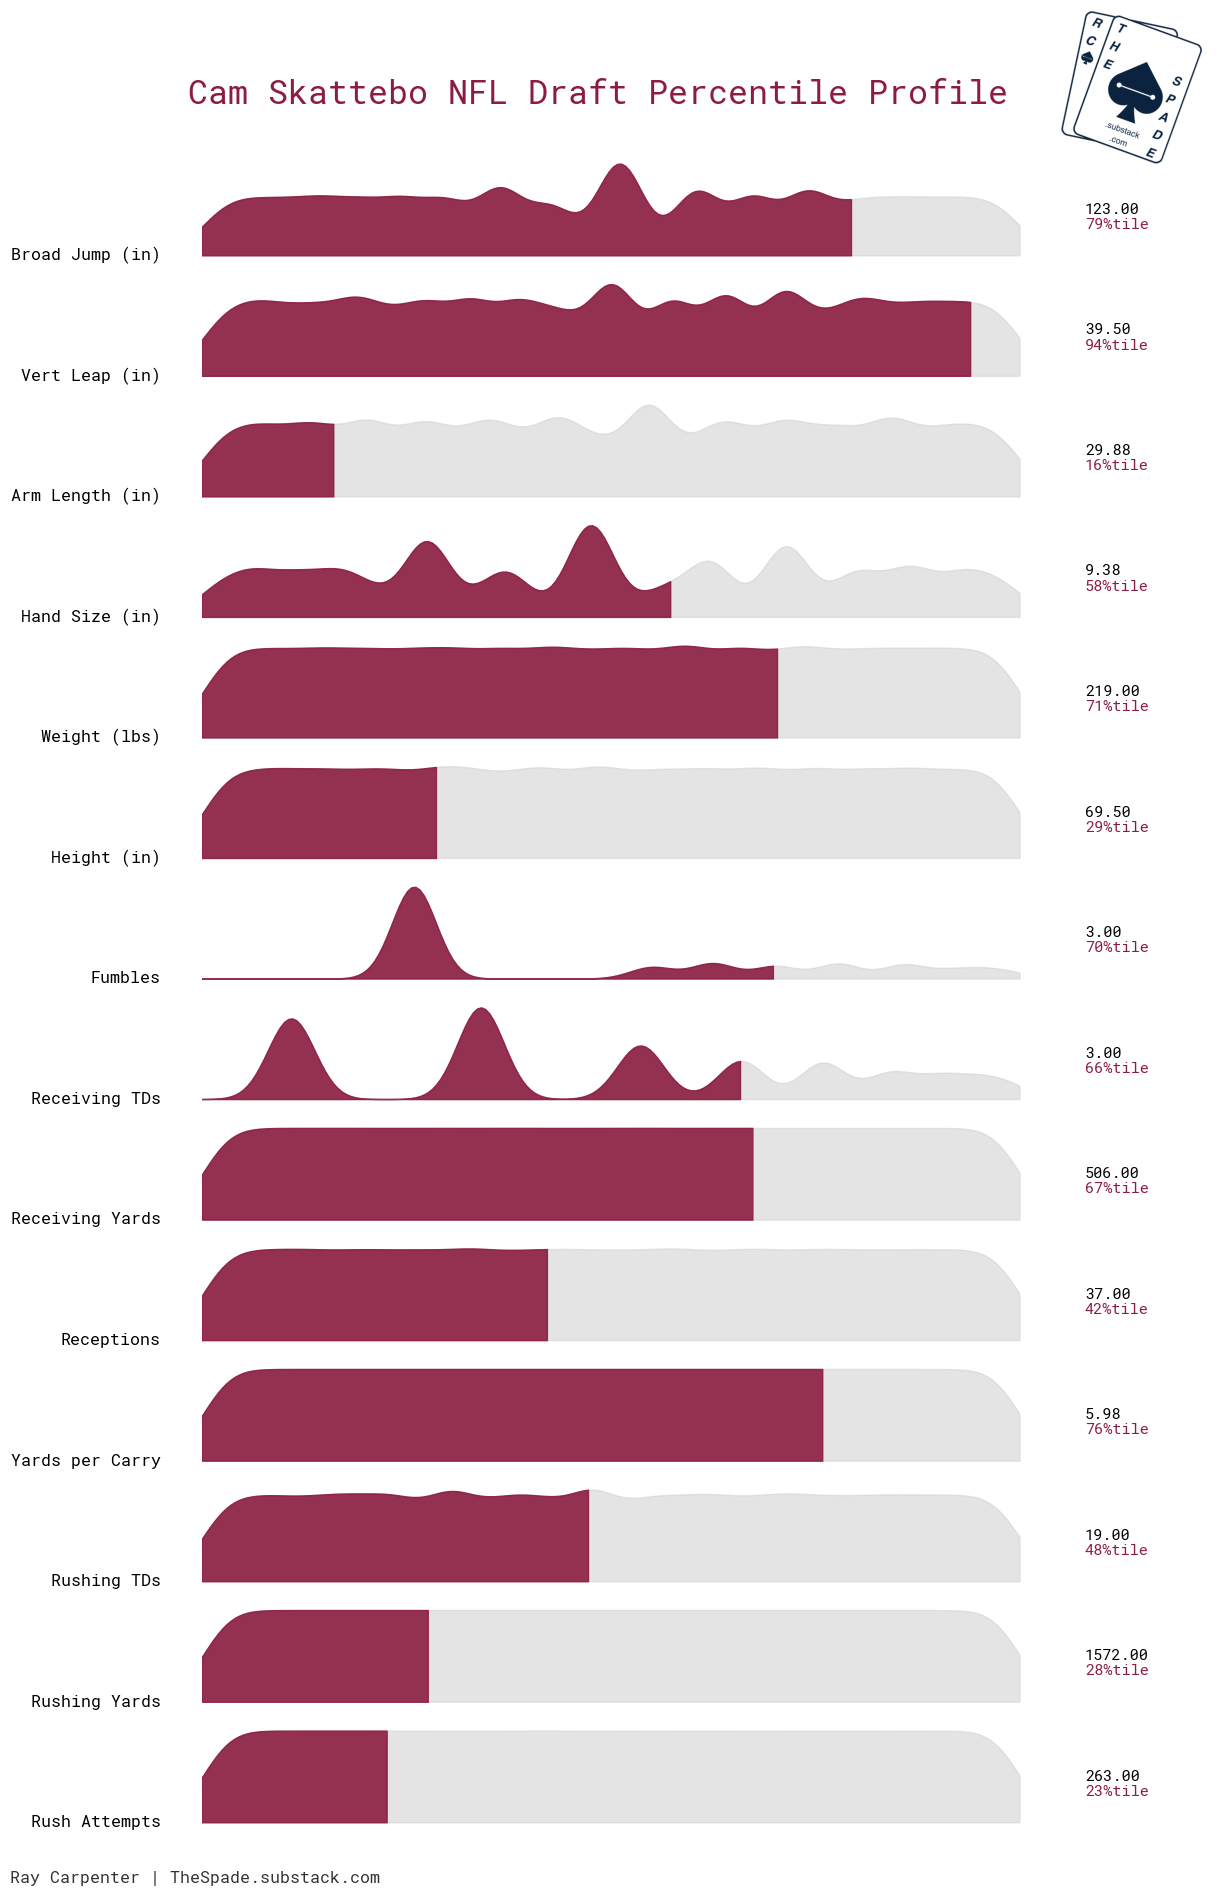 RC
THE
SPADE
.substack
.com
Cam Skattebo NFL Draft Percentile Profile
123.00
79%tile
Broad Jump (in)
39.50
94%tile
Vert Leap (in)
29.88
16%tile
Arm Length (in)
9.38
58%tile
Hand Size (in)
219.00
71%tile
Weight (lbs)
69.50
29%tile
Height (in)
3.00
70%tile
Fumbles
3.00
66%tile
Receiving TDs
506.00
67%tile
Receiving Yards
37.00
42%tile
Receptions
5.98
76%tile
Yards per Carry
19.00
48%tile
Rushing TDs
1572.00
28%tile
Rushing Yards
263.00
23%tile
Rush Attempts
Ray Carpenter | TheSpade.substack.com